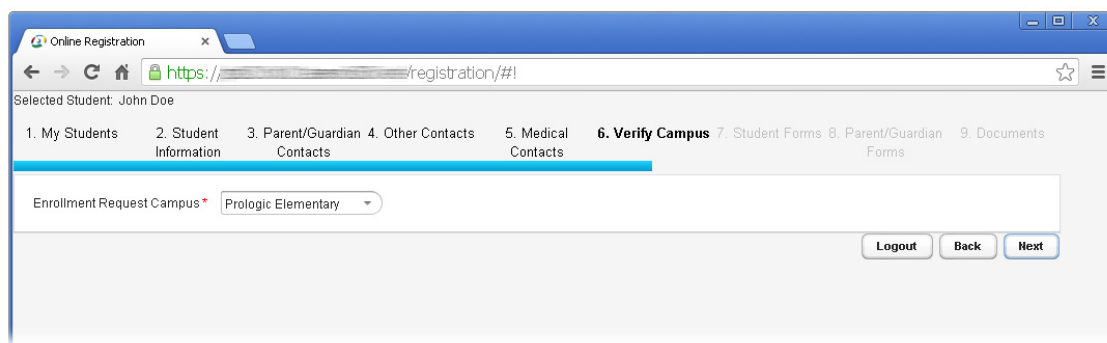 Online Registration
https://
/registration/#!
Selected Student: John Doe
1. My Students 2. Student Information 3. Parent/Guardian Contacts 4. Other Contacts 5. Medical Contacts 6. Verify Campus 7. Student Forms 8. Parent/Guardian Forms 9. Documents
Enrollment Request Campus* Prologic Elementary
Logout Back Next